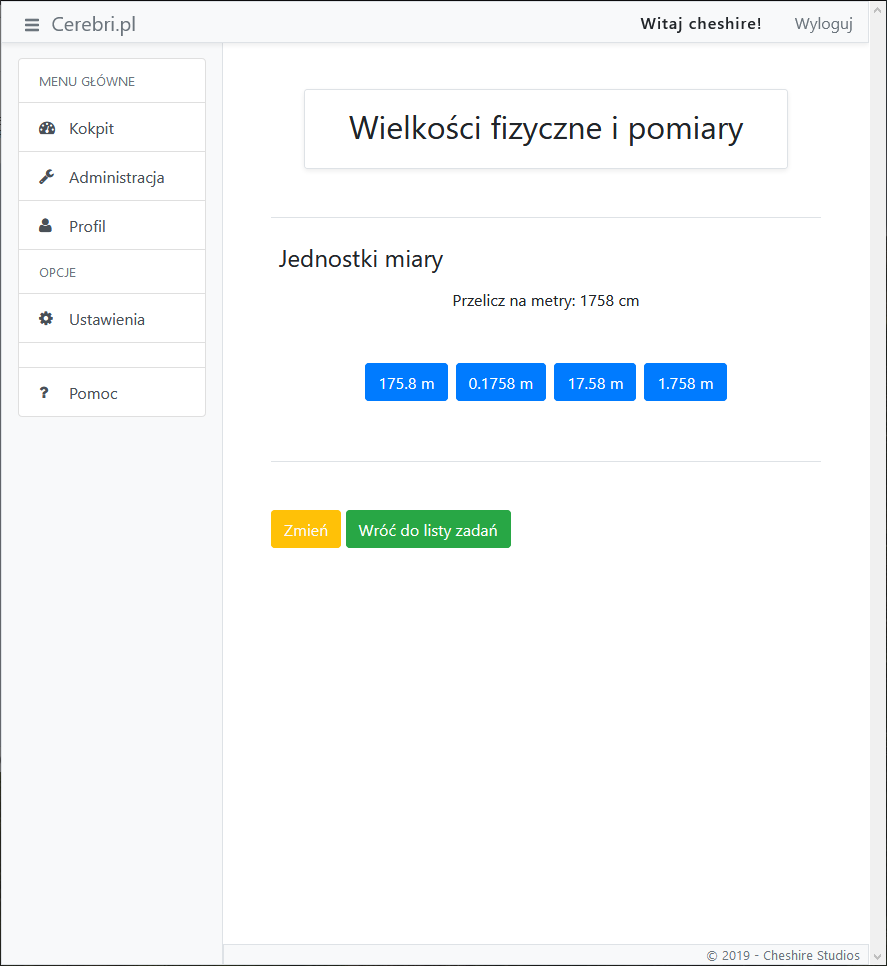 Cerebri.pl
Witaj cheshire!
Wyloguj
MENU GŁÓWNE
Kokpit
Administracja
Profil
OPCJE
Ustawienia
Pomoc
Wielkości fizyczne i pomiary
Jednostki miary
Przelicz na metry: 1758 cm
175.8 m
0.1758 m
17.58 m
1.758 m
Zmień
Wróć do listy zadań
© 2019 - Cheshire Studios